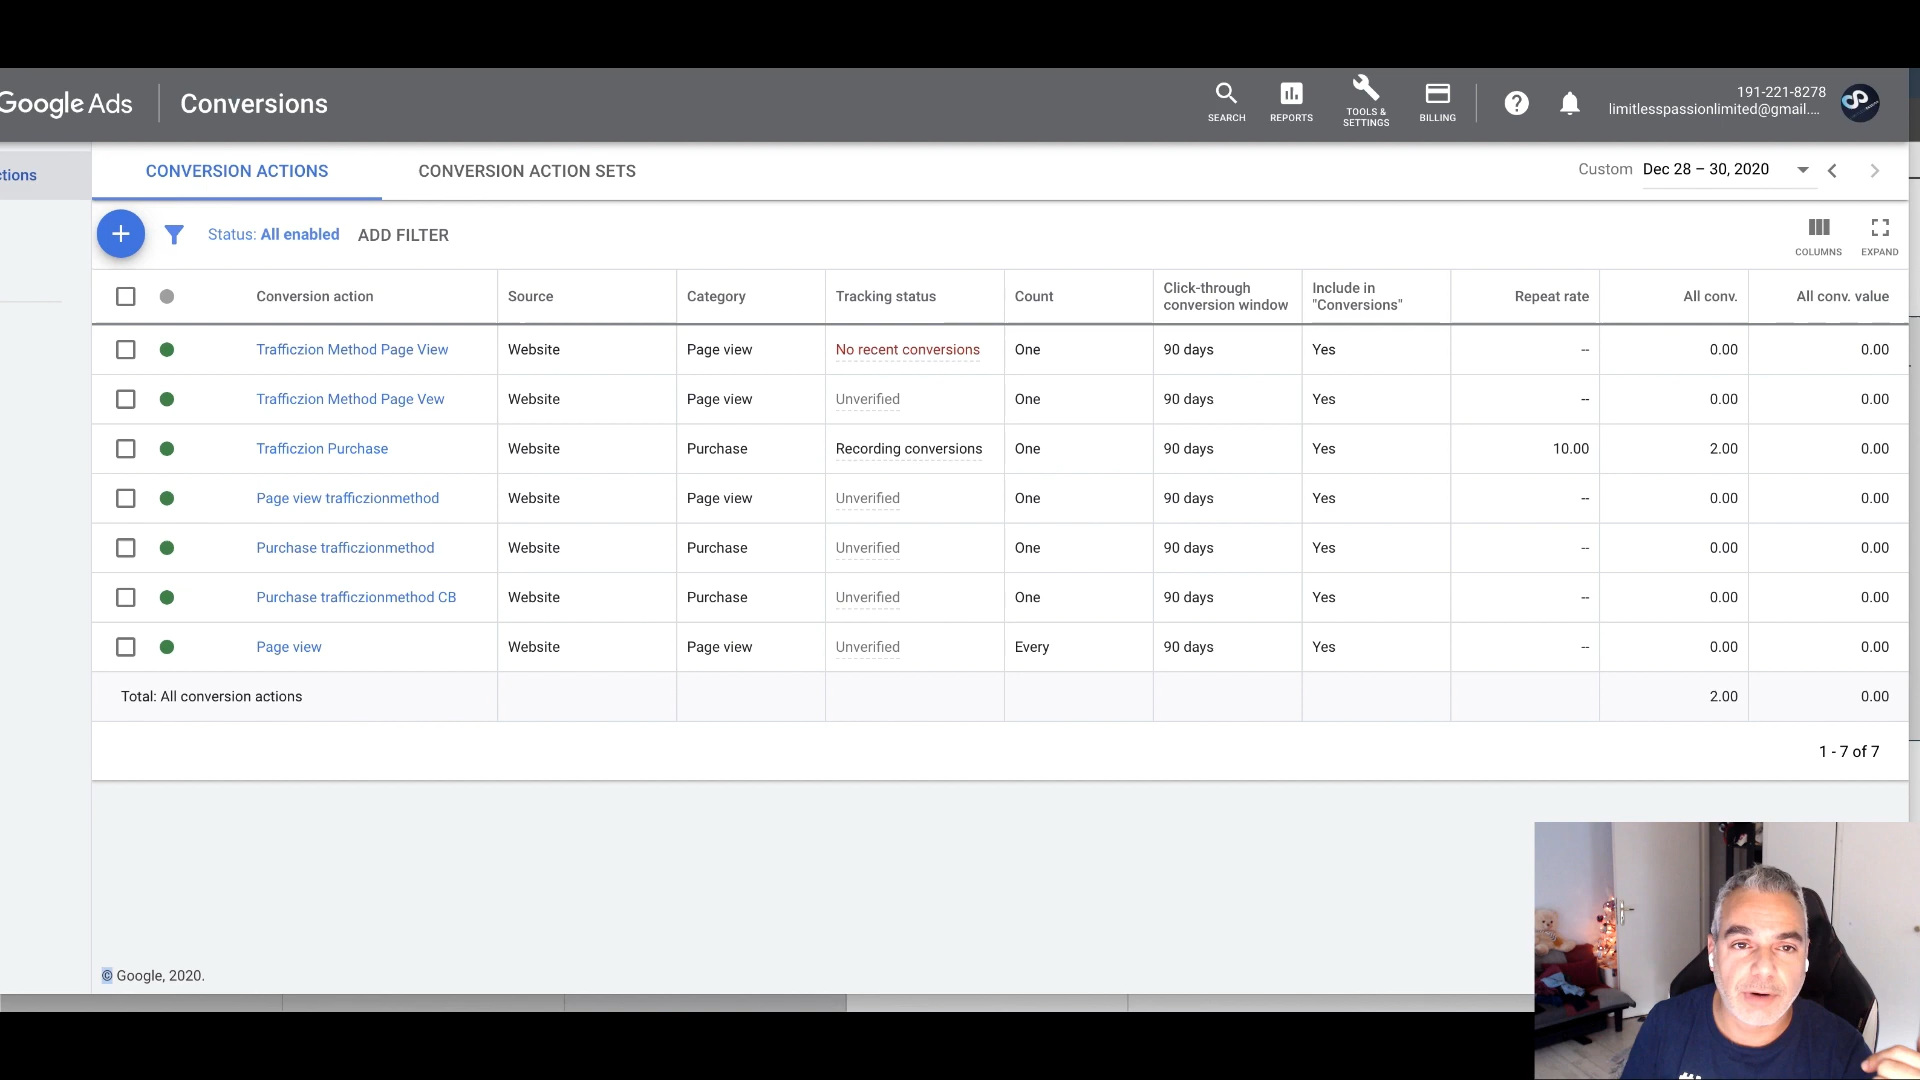 Google Ads
Conversions
SEARCH
REPORTS
TOOLS &
SETTINGS
BILLING
191-221-8278
limitlesspassionlimited@gmail....
ctions
CONVERSION ACTIONS
CONVERSION ACTION SETS
Custom Dec 28 – 30, 2020
Status: All enabled
ADD FILTER
COLUMNS
EXPAND
Conversion action Source Category Tracking status Count Click-through conversion window Include in "Conversions" Repeat rate All conv. All conv. value
Trafficzion Method Page View Website Page view No recent conversions One 90 days Yes -- 0.00 0.00
Trafficzion Method Page Vew Website Page view Unverified One 90 days Yes -- 0.00 0.00
Trafficzion Purchase Website Purchase Recording conversions One 90 days Yes 10.00 2.00 0.00
Page view trafficzionmethod Website Page view Unverified One 90 days Yes -- 0.00 0.00
Purchase trafficzionmethod Website Purchase Unverified One 90 days Yes -- 0.00 0.00
Purchase trafficzionmethod CB Website Purchase Unverified One 90 days Yes -- 0.00 0.00
Page view Website Page view Unverified Every 90 days Yes -- 0.00 0.00
Total: All conversion actions 2.00 0.00
1 - 7 of 7
© Google, 2020.